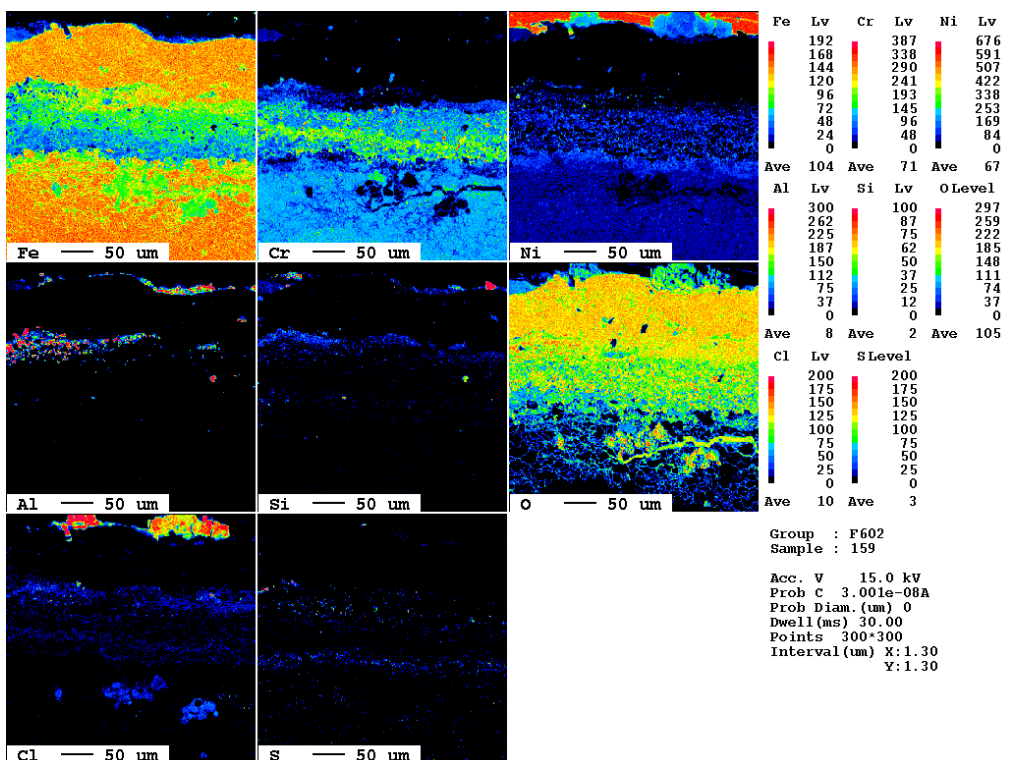 Fe Lv Cr Lv Ni Lv
192 387 676
168 338 591
144 290 507
120 241 422
96 193 338
72 145 253
48 96 169
24 48 84
0 0 0
Ave 104 Ave 71 Ave 67
Al Lv Si Lv O Level
300 100 297
262 87 259
225 75 222
187 62 185
150 50 148
112 37 111
75 25 74
37 12 37
0 0 0
Ave 8 Ave 2 Ave 105
Cl Lv S Level
200 200
175 175
150 150
125 125
100 100
75 75
50 50
25 25
0 0
Ave 10 Ave 3
Fe 50 um Cr 50 um Ni 50 um
Al 50 um Si 50 um O 50 um
Cl 50 um S 50 um
Group : F602
Sample : 159
Acc. V 15.0 kV
Prob C 3.001e-08A
Prob Diam.(um) 0
Dwell(ms) 30.00
Points 300*300
Interval(um) X:1.30
Y:1.30